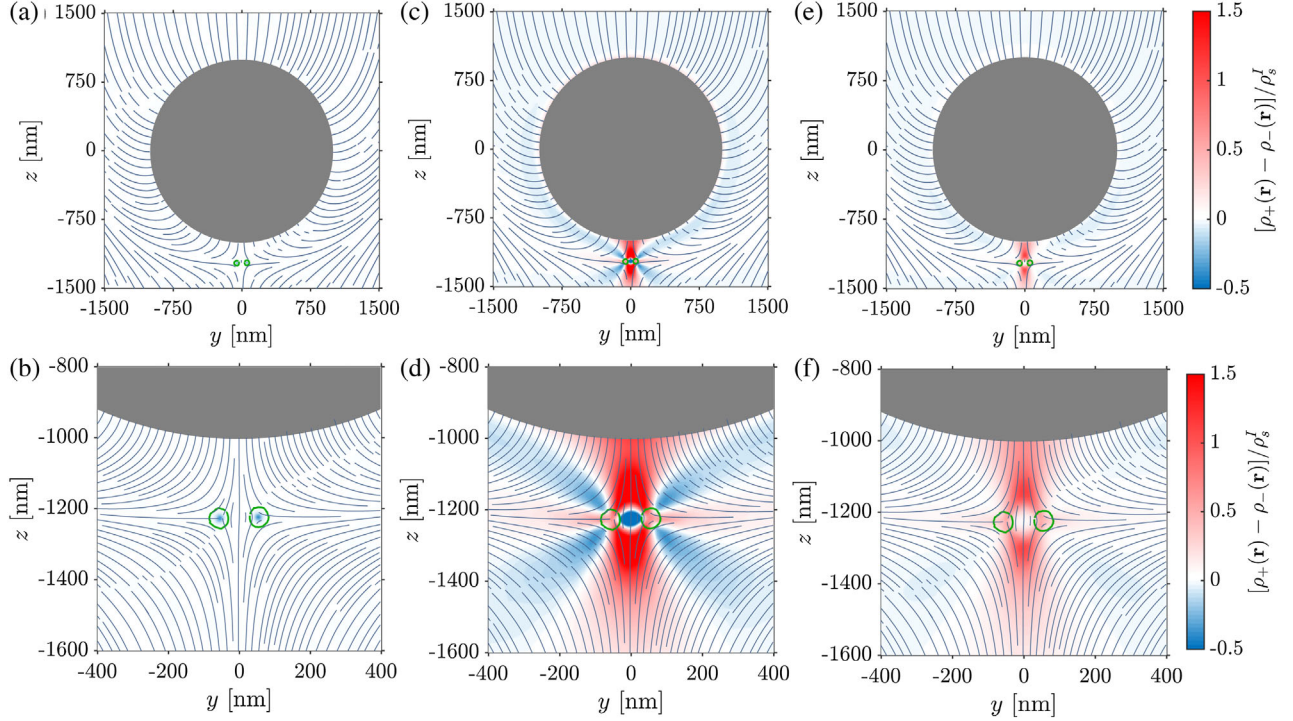 (a)
1500
750
0
-750
-1500
z [nm]
-1500 -750 0 750 1500
y [nm]
(c)
1500
750
0
-750
-1500
z [nm]
-1500 -750 0 750 1500
y [nm]
(e)
1500
750
0
-750
-1500
z [nm]
-1500 -750 0 750 1500
y [nm]
1.5
1
0.5
0
-0.5
[ρ₊(r) − ρ₋(r)]/ρₛᴵ
(b)
-800
-1000
-1200
-1400
-1600
z [nm]
-400 -200 0 200 400
y [nm]
(d)
-800
-1000
-1200
-1400
-1600
z [nm]
-400 -200 0 200 400
y [nm]
(f)
-800
-1000
-1200
-1400
-1600
z [nm]
-400 -200 0 200 400
y [nm]
1.5
1
0.5
0
-0.5
[ρ₊(r) − ρ₋(r)]/ρₛᴵ